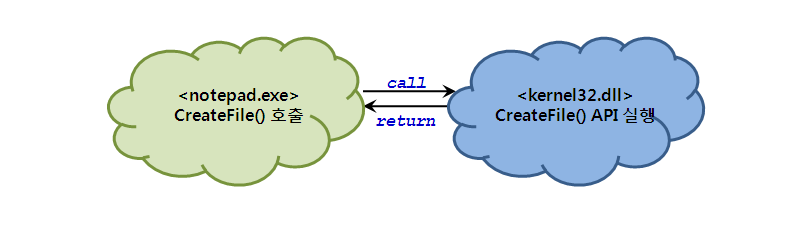 <notepad.exe>
CreateFile() 호출
call
return
<kernel32.dll>
CreateFile() API 실행